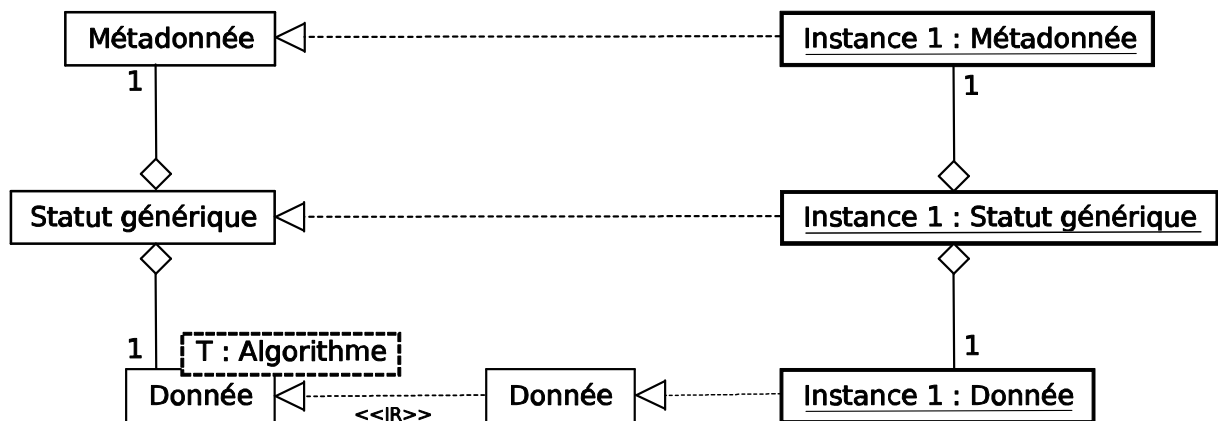 Métadonnée
Instance 1 : Métadonnée
1
1
Statut générique
Instance 1 : Statut générique
1
1
T : Algorithme
Donnée
Donnée
Instance 1 : Donnée
<<IR>>